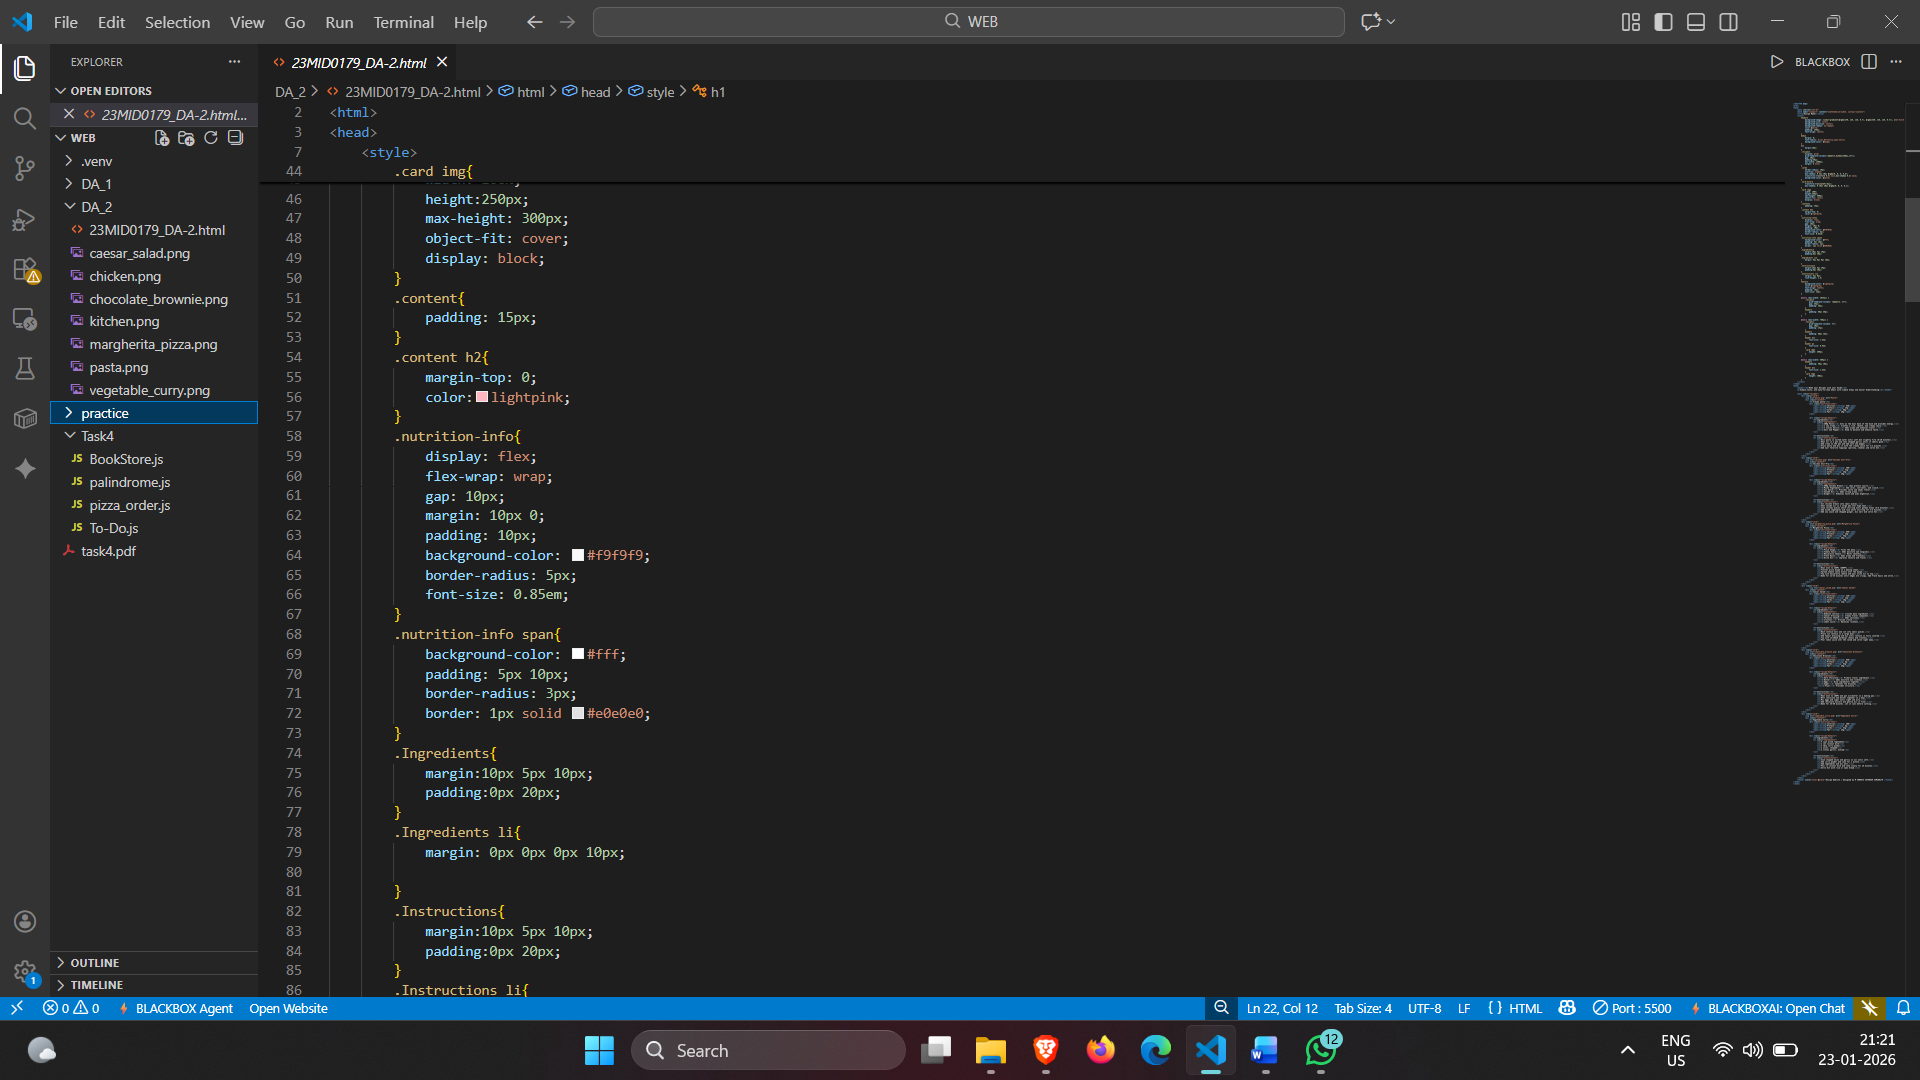 File Edit Selection View Go Run Terminal Help
WEB
EXPLORER
OPEN EDITORS
23MID0179_DA-2.html...
WEB
.venv
DA_1
DA_2
23MID0179_DA-2.html
caesar_salad.png
chicken.png
chocolate_brownie.png
kitchen.png
margherita_pizza.png
pasta.png
vegetable_curry.png
practice
Task4
JS BookStore.js
JS palindrome.js
JS pizza_order.js
JS To-Do.js
task4.pdf
OUTLINE
TIMELINE
23MID0179_DA-2.html
BLACKBOX
DA_2 > 23MID0179_DA-2.html > html > head > style > h1
2 <html>
3 <head>
7 <style>
44 .card img{
46 height:250px;
47 max-height: 300px;
48 object-fit: cover;
49 display: block;
50 }
51 .content{
52 padding: 15px;
53 }
54 .content h2{
55 margin-top: 0;
56 color: lightpink;
57 }
58 .nutrition-info{
59 display: flex;
60 flex-wrap: wrap;
61 gap: 10px;
62 margin: 10px 0;
63 padding: 10px;
64 background-color: #f9f9f9;
65 border-radius: 5px;
66 font-size: 0.85em;
67 }
68 .nutrition-info span{
69 background-color: #fff;
70 padding: 5px 10px;
71 border-radius: 3px;
72 border: 1px solid #e0e0e0;
73 }
74 .Ingredients{
75 margin:10px 5px 10px;
76 padding:0px 20px;
77 }
78 .Ingredients li{
79 margin: 0px 0px 0px 10px;
80
81 }
82 .Instructions{
83 margin:10px 5px 10px;
84 padding:0px 20px;
85 }
86 .Instructions li{
0 0 BLACKBOX Agent Open Website Ln 22, Col 12 Tab Size: 4 UTF-8 LF { } HTML Port : 5500 BLACKBOXAI: Open Chat
1
Search
12
ENG
US
21:21
23-01-2026